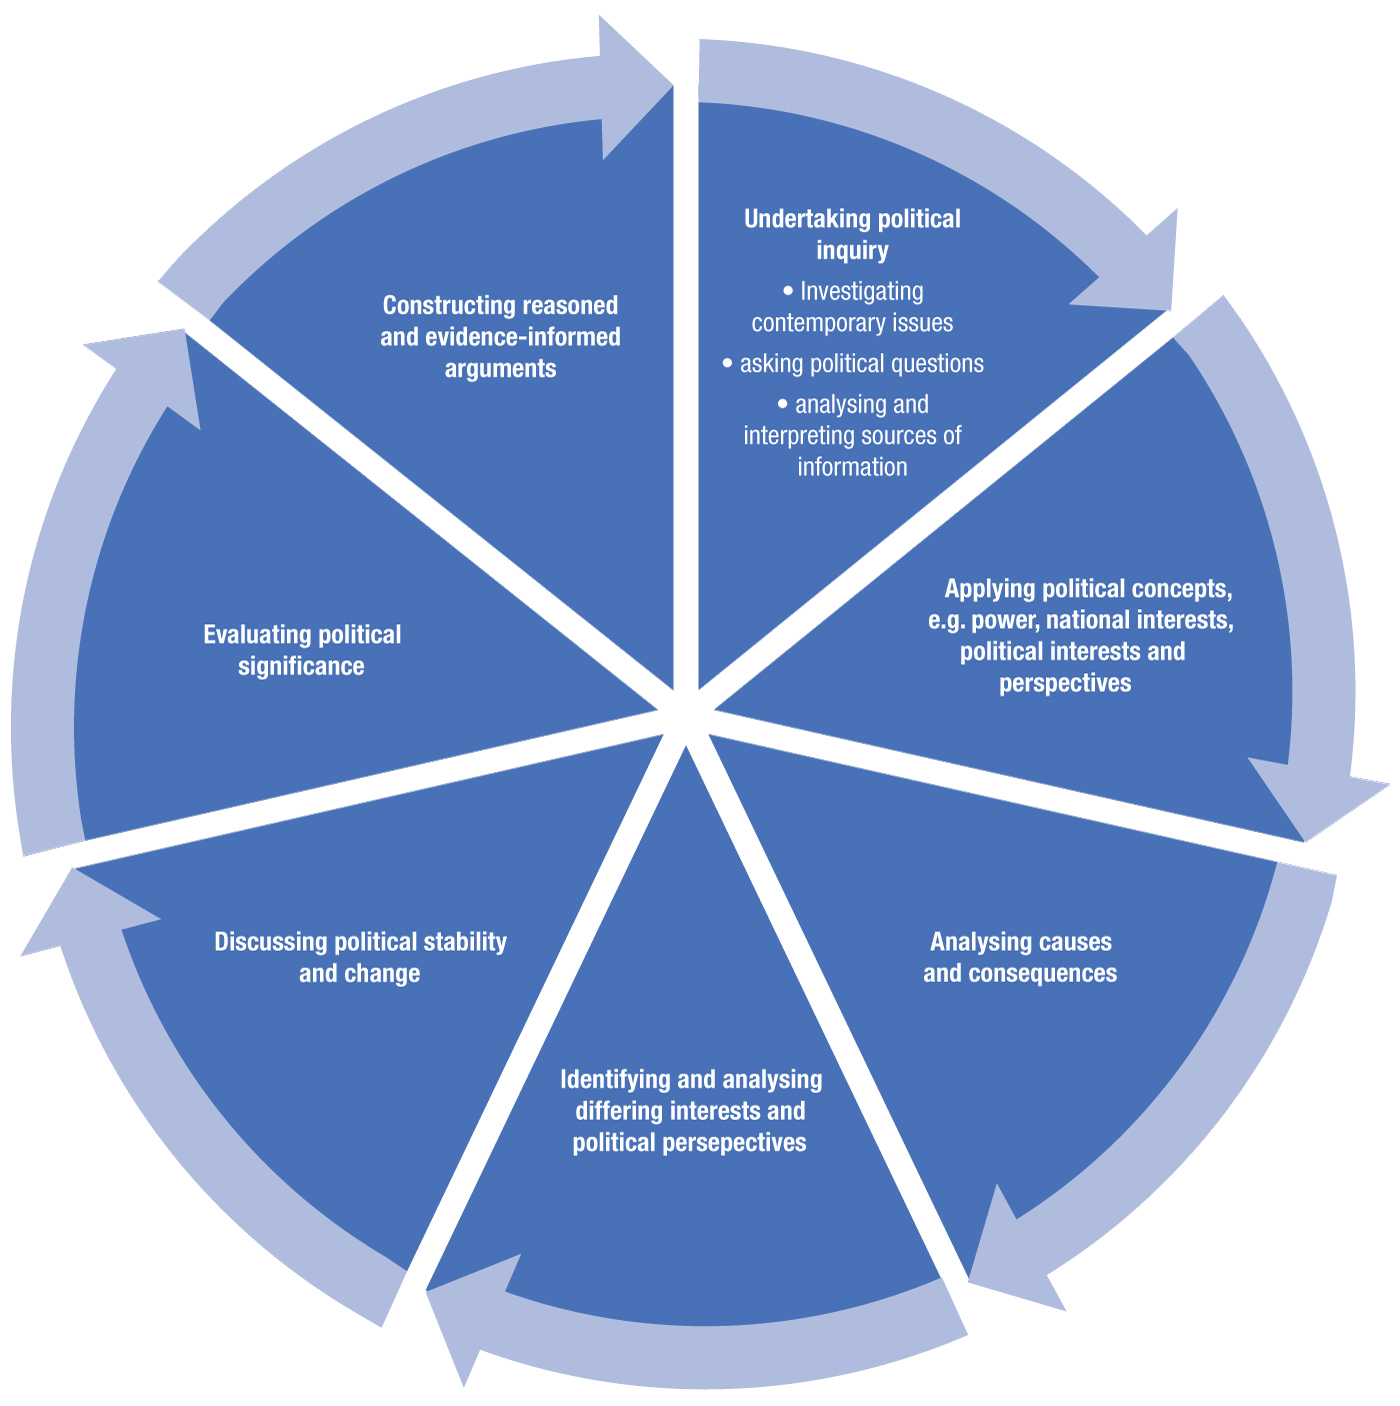 Undertaking political
inquiry
• Investigating
contemporary issues
• asking political questions
• analysing and
interpreting sources of
information
Applying political concepts,
e.g. power, national interests,
political interests and
perspectives
Analysing causes
and consequences
Identifying and analysing
differing interests and
political persepectives
Discussing political stability
and change
Evaluating political
significance
Constructing reasoned
and evidence-informed
arguments